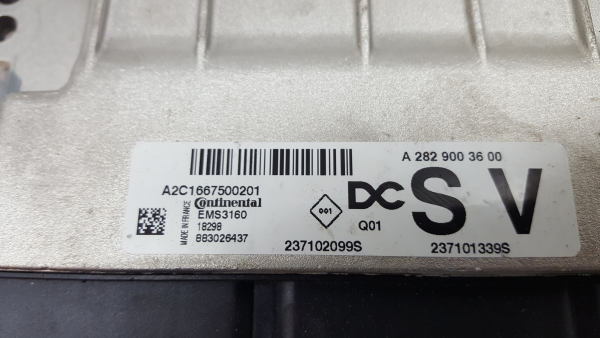 A 282 900 36 00
A2C1667500201
MADE IN FRANCE
Continental
EMS3160
18298
883026437
001
DC
Q01
S V
237102099S
237101339S